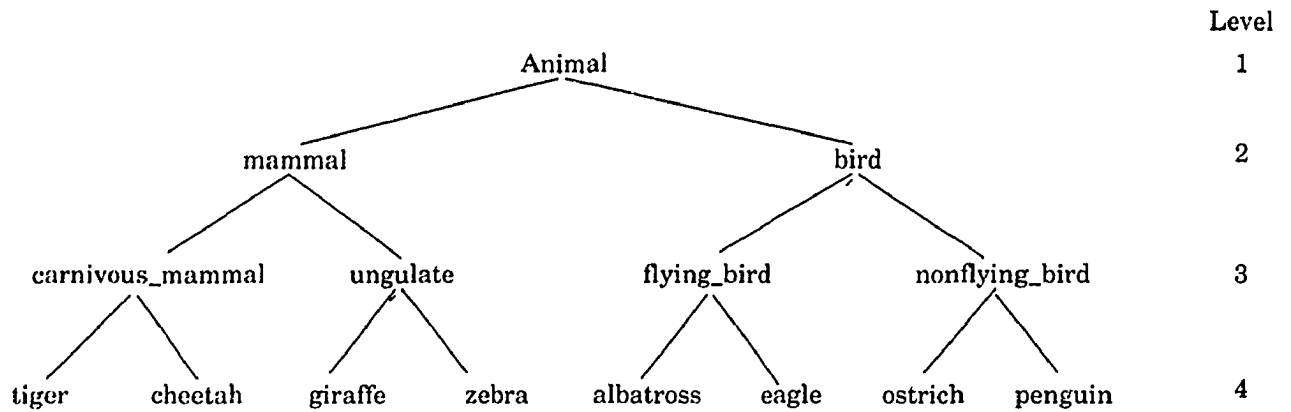 Level
Animal 1
mammal bird 2
carnivous_mammal ungulate flying_bird nonflying_bird 3
tiger cheetah giraffe zebra albatross eagle ostrich penguin 4